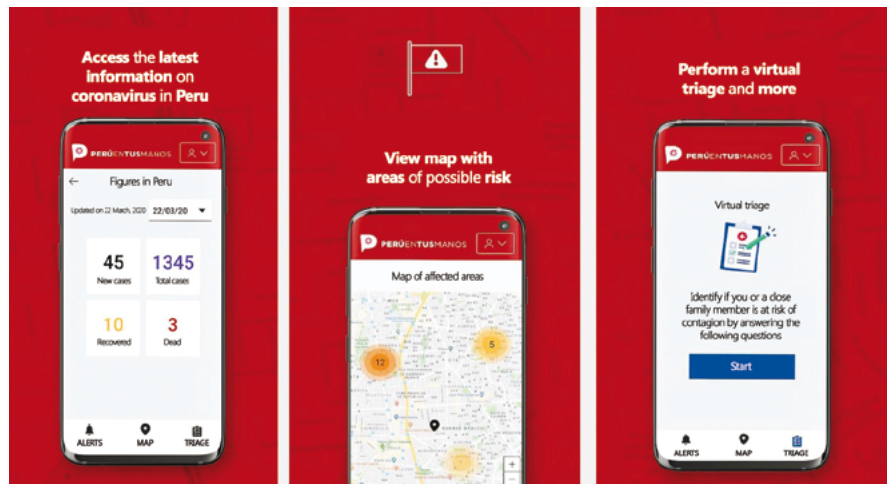 Access the latest
information on
coronavirus in Peru
PERÚENTUSMANOS
Figures in Peru
Updated on 22 March, 2020 22/03/20
45 1345
New cases Total cases
10 3
Recovered Dead
ALERTS MAP TRIAGE
View map with
areas of possible risk
PERÚENTUSMANOS
Map of affected areas
5
12
+
−
Perform a virtual
triage and more
PERÚENTUSMANOS
Virtual triage
Identify if you or a close
family member is at risk of
contagion by answering the
following questions
Start
ALERTS MAP TRIAGE